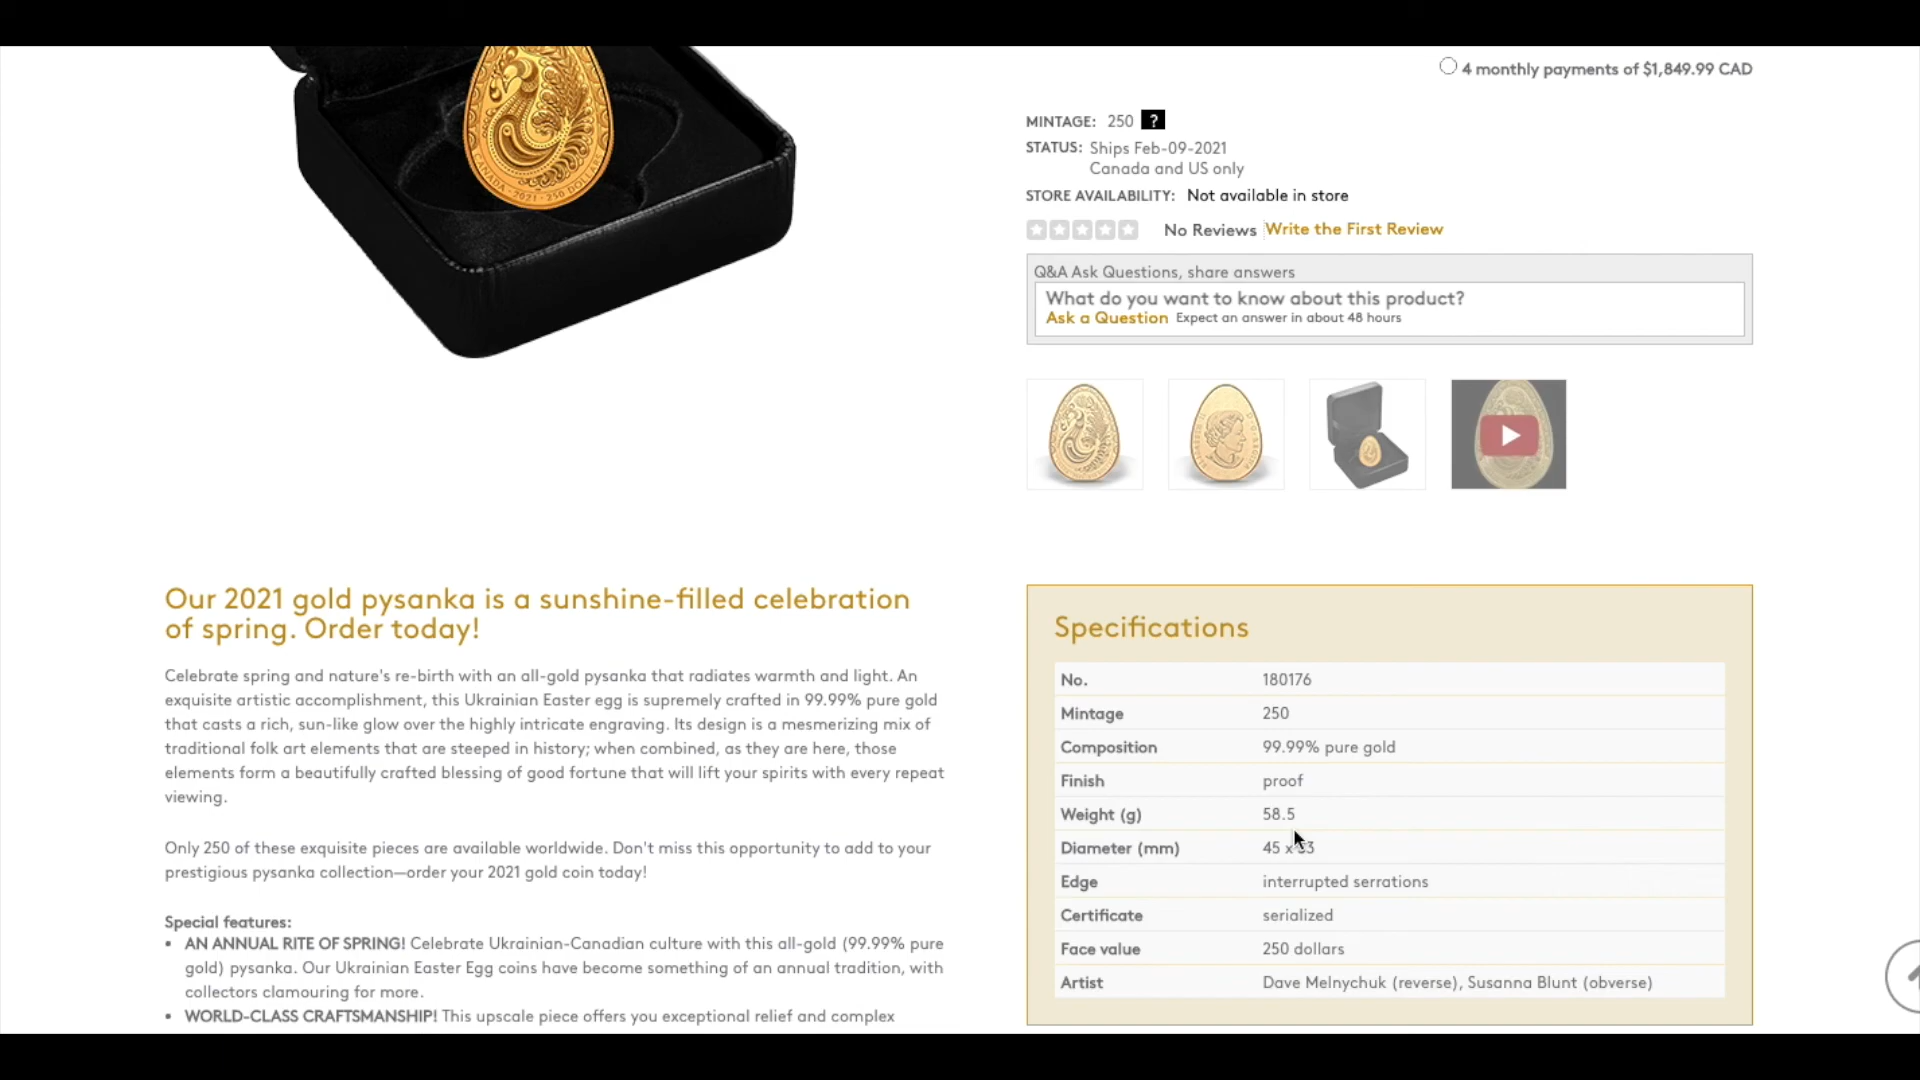 4 monthly payments of $1,849.99 CAD
MINTAGE: 250 ?
STATUS: Ships Feb-09-2021
Canada and US only
STORE AVAILABILITY: Not available in store
No Reviews Write the First Review
Q&A Ask Questions, share answers
What do you want to know about this product?
Ask a Question Expect an answer in about 48 hours
CANADA · 2021 · 250 DOLLARS
Our 2021 gold pysanka is a sunshine-filled celebration
of spring. Order today!
Celebrate spring and nature's re-birth with an all-gold pysanka that radiates warmth and light. An
exquisite artistic accomplishment, this Ukrainian Easter egg is supremely crafted in 99.99% pure gold
that casts a rich, sun-like glow over the highly intricate engraving. Its design is a mesmerizing mix of
traditional folk art elements that are steeped in history; when combined, as they are here, those
elements form a beautifully crafted blessing of good fortune that will lift your spirits with every repeat
viewing.
Only 250 of these exquisite pieces are available worldwide. Don't miss this opportunity to add to your
prestigious pysanka collection—order your 2021 gold coin today!
Special features:
• AN ANNUAL RITE OF SPRING! Celebrate Ukrainian-Canadian culture with this all-gold (99.99% pure
gold) pysanka. Our Ukrainian Easter Egg coins have become something of an annual tradition, with
collectors clamouring for more.
• WORLD-CLASS CRAFTSMANSHIP! This upscale piece offers you exceptional relief and complex
Specifications
No. 180176
Mintage 250
Composition 99.99% pure gold
Finish proof
Weight (g) 58.5
Diameter (mm) 45 x 33
Edge interrupted serrations
Certificate serialized
Face value 250 dollars
Artist Dave Melnychuk (reverse), Susanna Blunt (obverse)